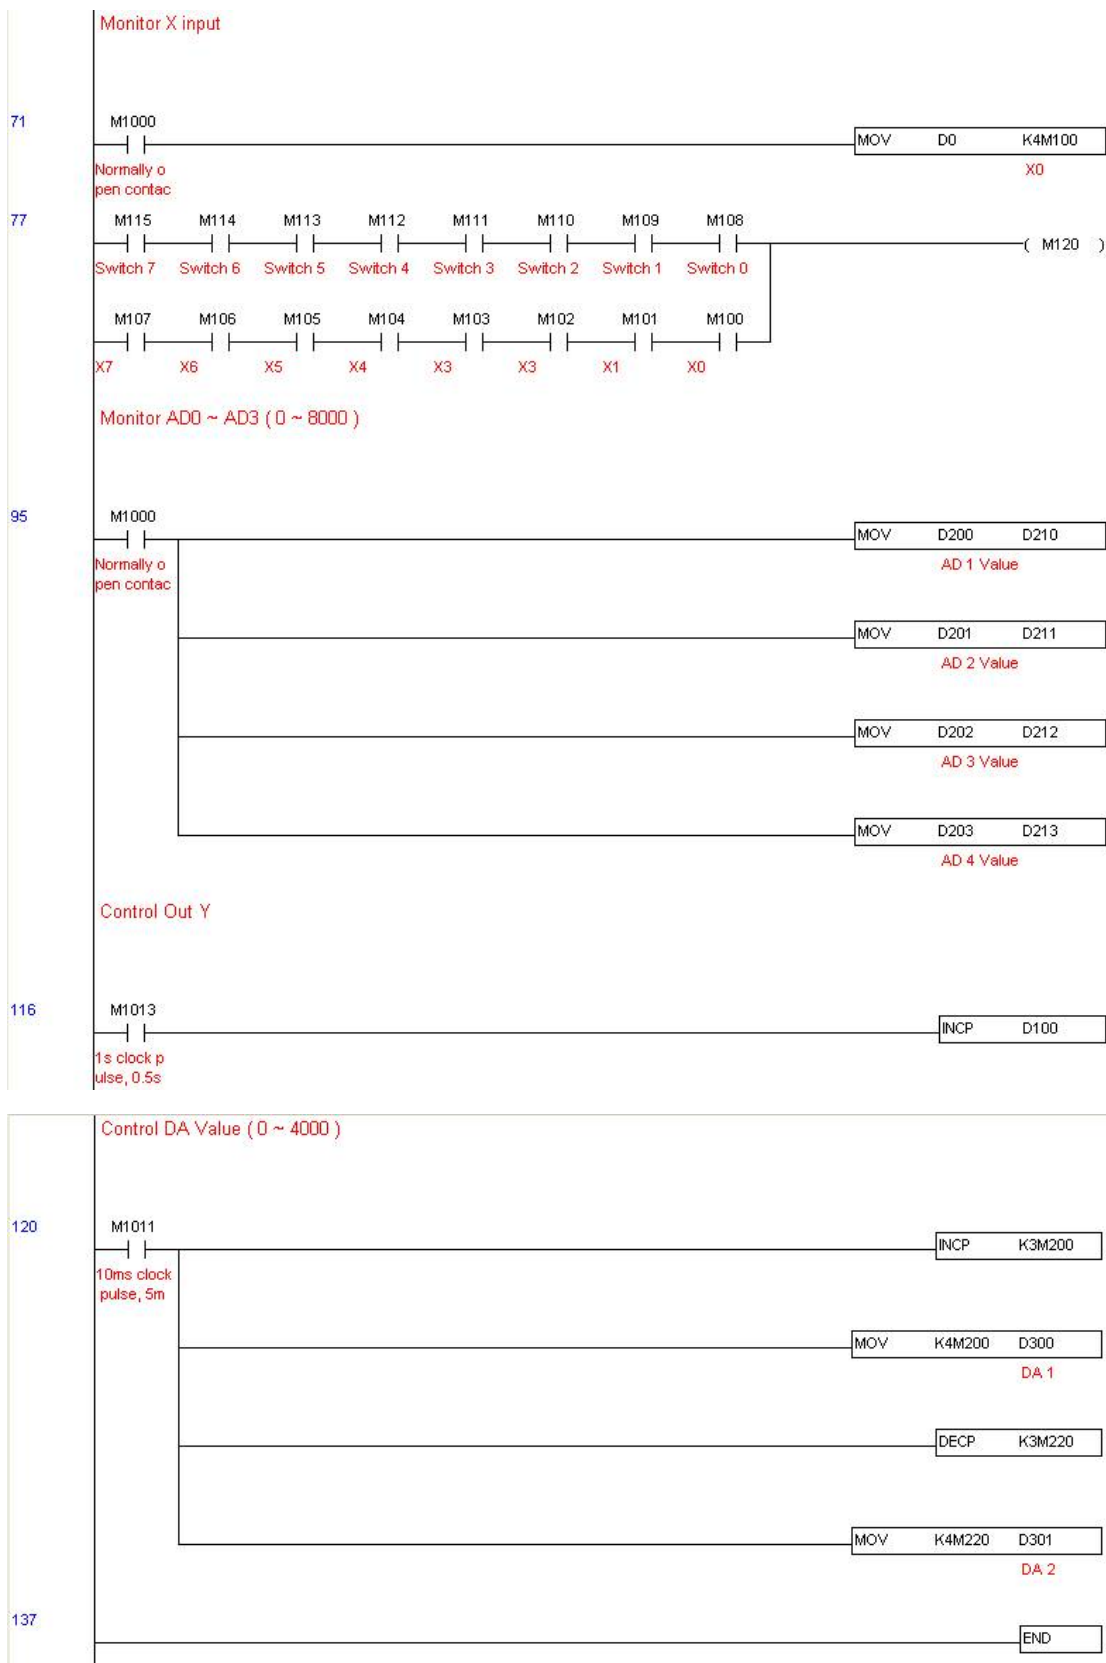 Monitor X input
71
M1000
MOV D0 K4M100
Normally o
pen contac
X0
77
M115 M114 M113 M112 M111 M110 M109 M108
( M120 )
Switch 7 Switch 6 Switch 5 Switch 4 Switch 3 Switch 2 Switch 1 Switch 0
M107 M106 M105 M104 M103 M102 M101 M100
X7 X6 X5 X4 X3 X3 X1 X0
Monitor AD0 ~ AD3 ( 0 ~ 8000 )
95
M1000
MOV D200 D210
Normally o
pen contac
AD 1 Value
MOV D201 D211
AD 2 Value
MOV D202 D212
AD 3 Value
MOV D203 D213
AD 4 Value
Control Out Y
116
M1013
INCP D100
1s clock p
ulse, 0.5s
Control DA Value ( 0 ~ 4000 )
120
M1011
INCP K3M200
10ms clock
pulse, 5m
MOV K4M200 D300
DA 1
DECP K3M220
MOV K4M220 D301
DA 2
137
END